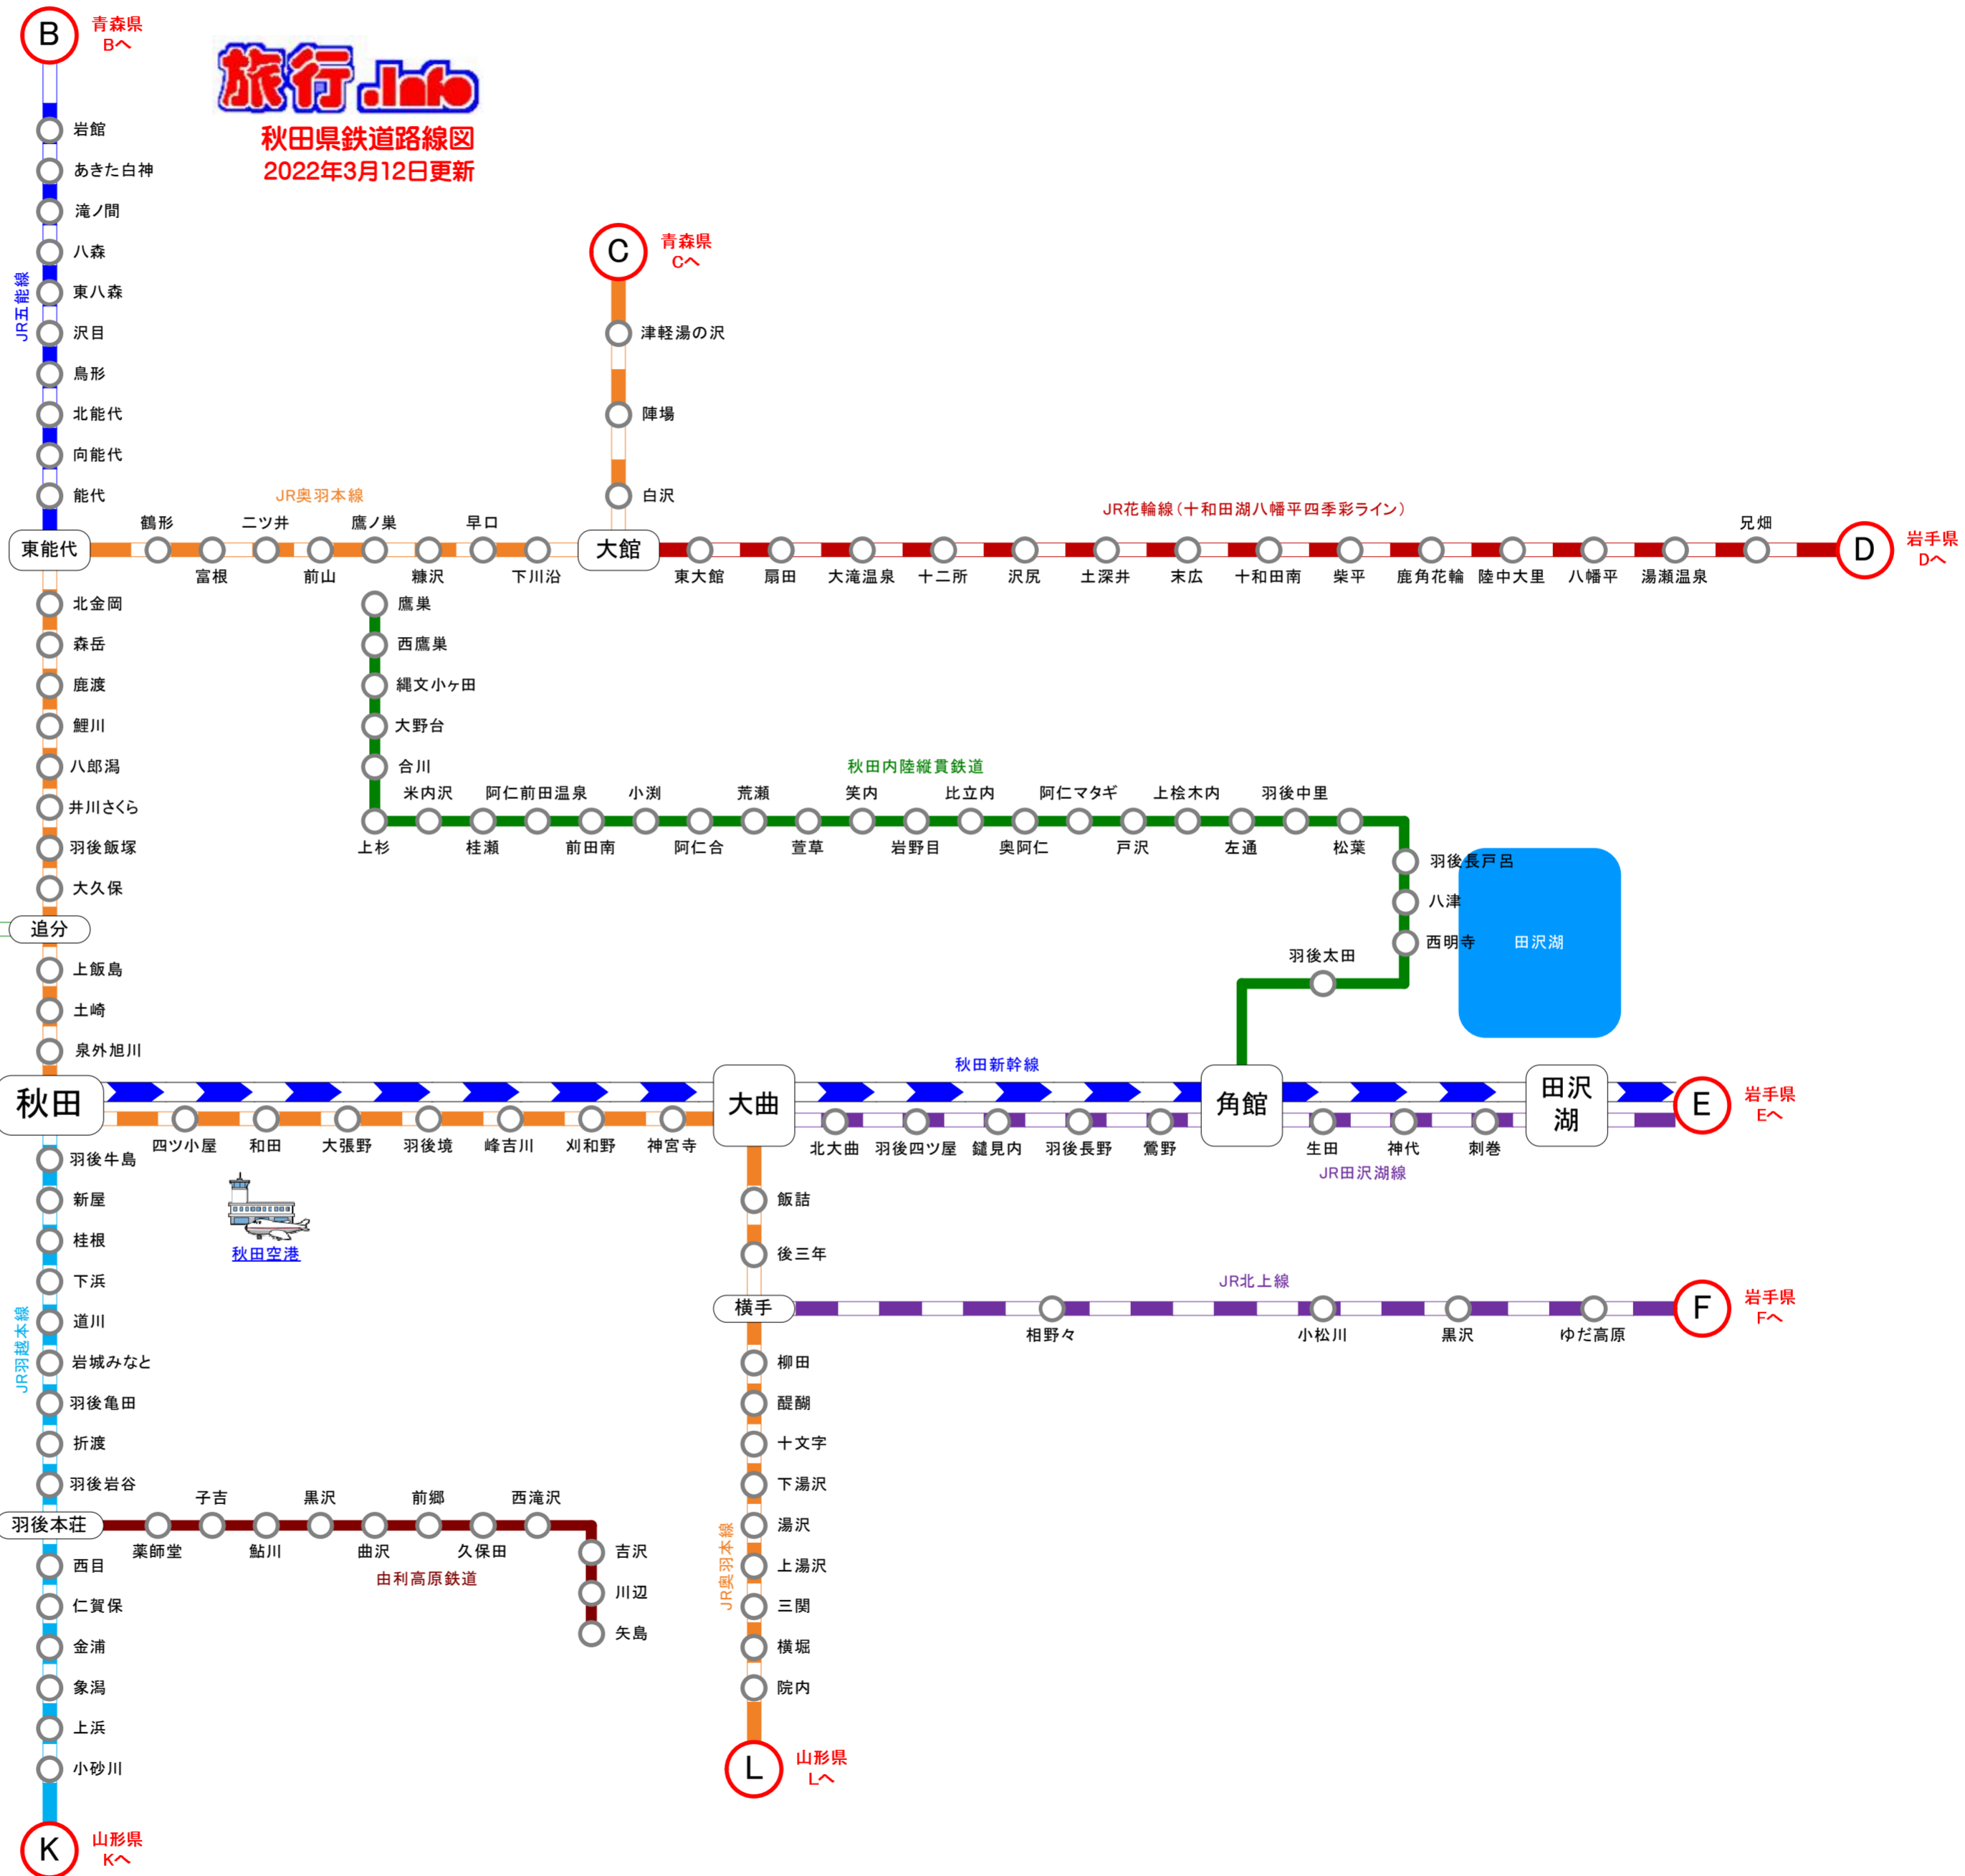 B
青森県
Bへ
旅行.Info
秋田県鉄道路線図
2022年3月12日更新
岩館
あきた白神
滝ノ間
八森
東八森
沢目
鳥形
北能代
向能代
能代
JR五能線
C
青森県
Cへ
津軽湯の沢
陣場
白沢
JR奥羽本線
東能代
鶴形
富根
二ツ井
前山
鷹ノ巣
糠沢
早口
下川沿
大館
JR花輪線(十和田湖八幡平四季彩ライン)
東大館
扇田
大滝温泉
十二所
沢尻
土深井
末広
十和田南
柴平
鹿角花輪
陸中大里
八幡平
湯瀬温泉
兄畑
D
岩手県
Dへ
北金岡
森岳
鹿渡
鯉川
八郎潟
井川さくら
羽後飯塚
大久保
追分
上飯島
土崎
泉外旭川
鷹巣
西鷹巣
縄文小ヶ田
大野台
合川
秋田内陸縦貫鉄道
上杉
米内沢
桂瀬
阿仁前田温泉
前田南
小渕
阿仁合
荒瀬
萱草
笑内
岩野目
比立内
奥阿仁
阿仁マタギ
戸沢
上桧木内
左通
羽後中里
松葉
羽後長戸呂
八津
西明寺
田沢湖
羽後太田
秋田
秋田新幹線
四ツ小屋
和田
大張野
羽後境
峰吉川
刈和野
神宮寺
大曲
北大曲
羽後四ツ屋
鑓見内
羽後長野
鶯野
角館
生田
神代
刺巻
田沢
湖
JR田沢湖線
E
岩手県
Eへ
秋田空港
羽後牛島
新屋
桂根
下浜
道川
岩城みなと
羽後亀田
折渡
羽後岩谷
JR羽越本線
羽後本荘
薬師堂
子吉
鮎川
黒沢
曲沢
前郷
久保田
西滝沢
吉沢
川辺
矢島
由利高原鉄道
西目
仁賀保
金浦
象潟
上浜
小砂川
K
山形県
Kへ
飯詰
後三年
横手
JR北上線
相野々
小松川
黒沢
ゆだ高原
F
岩手県
Fへ
柳田
醍醐
十文字
下湯沢
湯沢
上湯沢
三関
横堀
院内
JR奥羽本線
L
山形県
Lへ